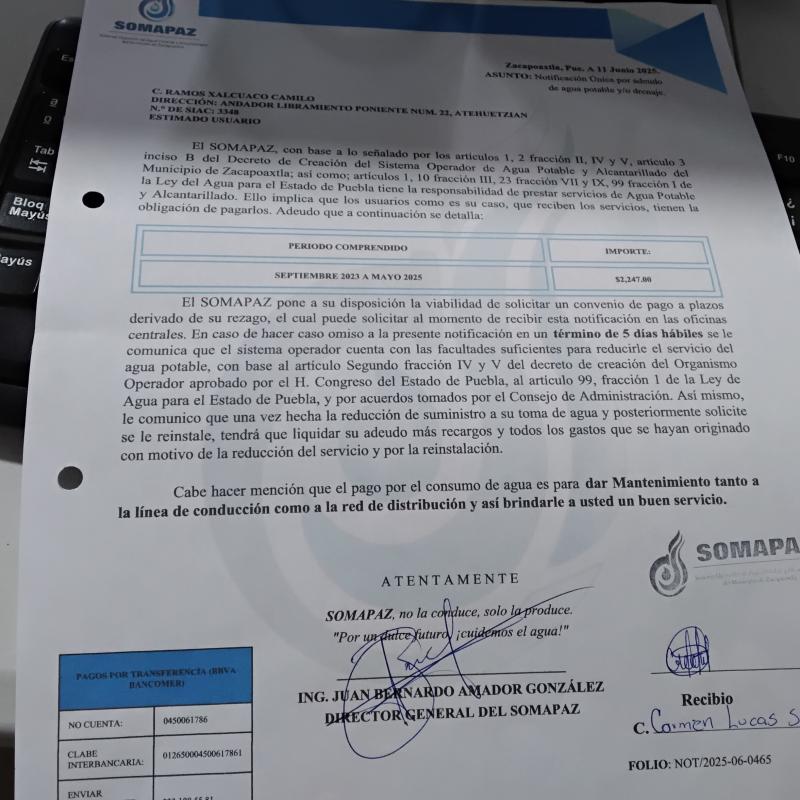 SOMAPAZ
Zacapoaxtla, Pue. A 11 Junio 2025.
ASUNTO: Notificación Única por adeudo
de agua potable y/o drenaje.
C. RAMOS XALCUACO CAMILO
DIRECCIÓN: ANDADOR LIBRAMIENTO PONIENTE NUM. 22, ATEHUETZIAN
N.° DE SIAC: 3348
ESTIMADO USUARIO
El SOMAPAZ, con base a lo señalado por los artículos 1, 2 fracción II, IV y V, artículo 3
inciso B del Decreto de Creación del Sistema Operador de Agua Potable y Alcantarillado del
Municipio de Zacapoaxtla; así como; artículos 1, 10 fracción III, 23 fracción VII y IX, 99 fracción I de
la Ley del Agua para el Estado de Puebla tiene la responsabilidad de prestar servicios de Agua Potable
y Alcantarillado. Ello implica que los usuarios como es su caso, que reciben los servicios, tienen la
obligación de pagarlos. Adeudo que a continuación se detalla:
PERIODO COMPRENDIDO IMPORTE:
SEPTIEMBRE 2023 A MAYO 2025 $2,247.00
El SOMAPAZ pone a su disposición la viabilidad de solicitar un convenio de pago a plazos
derivado de su rezago, el cual puede solicitar al momento de recibir esta notificación en las oficinas
centrales. En caso de hacer caso omiso a la presente notificación en un término de 5 días hábiles se le
comunica que el sistema operador cuenta con las facultades suficientes para reducirle el servicio del
agua potable, con base al artículo Segundo fracción IV y V del decreto de creación del Organismo
Operador aprobado por el H. Congreso del Estado de Puebla, al artículo 99, fracción 1 de la Ley de
Agua para el Estado de Puebla, y por acuerdos tomados por el Consejo de Administración. Así mismo,
le comunico que una vez hecha la reducción de suministro a su toma de agua y posteriormente solicite
se le reinstale, tendrá que liquidar su adeudo más recargos y todos los gastos que se hayan originado
con motivo de la reducción del servicio y por la reinstalación.
Cabe hacer mención que el pago por el consumo de agua es para dar Mantenimiento tanto a
la línea de conducción como a la red de distribución y así brindarle a usted un buen servicio.
ATENTAMENTE
SOMAPAZ, no la conduce, solo la produce.
"Por un dulce futuro, ¡cuidemos el agua!"
ING. JUAN BERNARDO AMADOR GONZÁLEZ
DIRECTOR GENERAL DEL SOMAPAZ
SOMAPA
Recibio
C. Carmen Lucas S
FOLIO: NOT/2025-06-0465
PAGOS POR TRANSFERENCIA (BBVA
BANCOMER)
NO CUENTA: 0450061786
CLABE
INTERBANCARIA: 012650004500617861
ENVIAR
Tab
Bloq
Mayús
ayús
F10